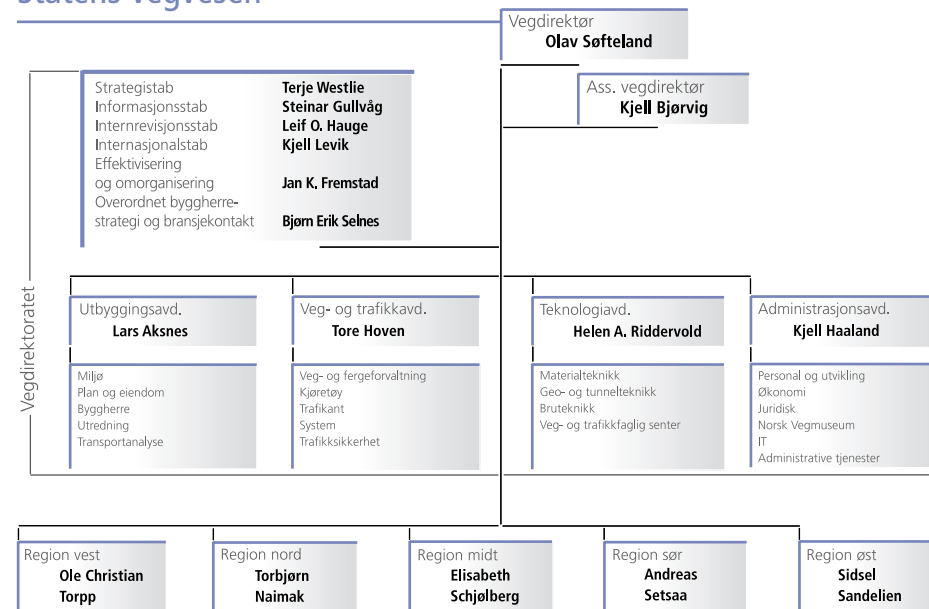 Statens vegvesen
Vegdirektør
Olav Søfteland
Ass. vegdirektør
Kjell Bjørvig
Strategistab Terje Westlie
Informasjonsstab Steinar Gullvåg
Internrevisjonsstab Leif O. Hauge
Internasjonalstab Kjell Levik
Effektivisering
og omorganisering Jan K. Fremstad
Overordnet byggherre-
strategi og bransjekontakt Bjørn Erik Selnes
Vegdirektoratet
Utbyggingsavd.
Lars Aksnes
Miljø
Plan og eiendom
Byggherre
Utredning
Transportanalyse
Veg- og trafikkavd.
Tore Hoven
Veg- og fergeforvaltning
Kjøretøy
Trafikant
System
Trafikksikkerhet
Teknologiavd.
Helen A. Riddervold
Materialteknikk
Geo- og tunnelteknikk
Bruteknikk
Veg- og trafikkfaglig senter
Administrasjonsavd.
Kjell Haaland
Personal og utvikling
Økonomi
Juridisk
Norsk Vegmuseum
IT
Administrative tjenester
Region vest
Ole Christian
Torpp
Region nord
Torbjørn
Naimak
Region midt
Elisabeth
Schjølberg
Region sør
Andreas
Setsaa
Region øst
Sidsel
Sandelien